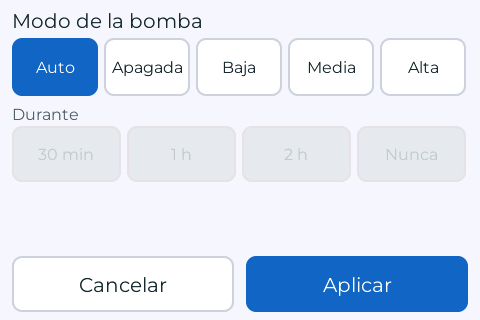 Modo de la bomba
Auto Apagada Baja Media Alta
Durante
30 min 1 h 2 h Nunca
Cancelar Aplicar